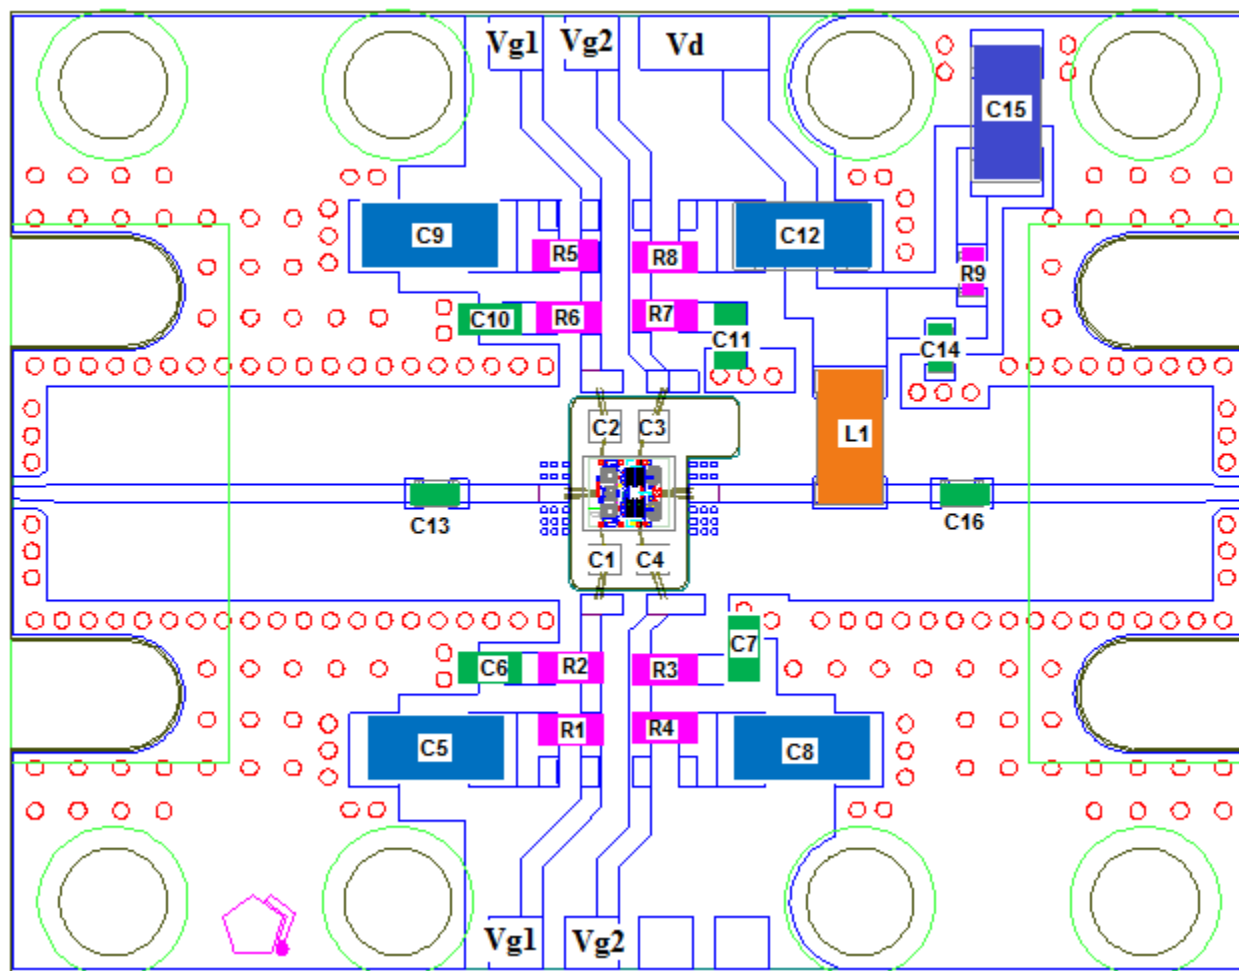 Vg1 Vg2 Vd
C15
C9 R5 R8 C12 R9
C10 R6 R7 C11 C14
C2 C3 L1
C13 C16
C1 C4
C6 R2 R3 C7
C5 R1 R4 C8
Vg1 Vg2